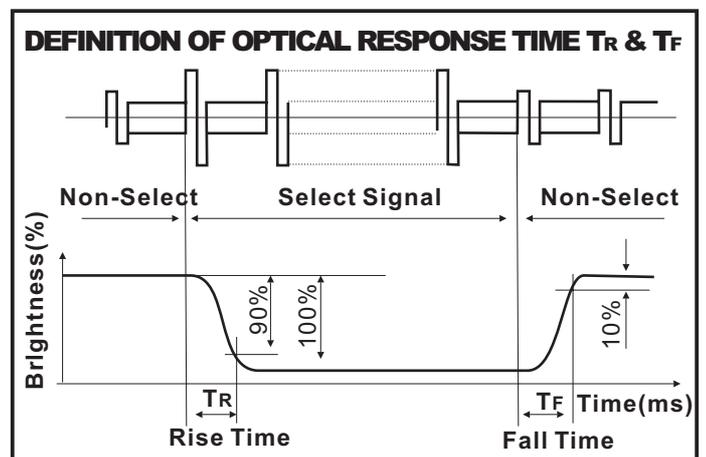 DEFINITION OF OPTICAL RESPONSE TIME TR & TF
Non-Select Select Signal Non-Select
Brightness(%)
90%
100%
10%
TR TF Time(ms)
Rise Time Fall Time